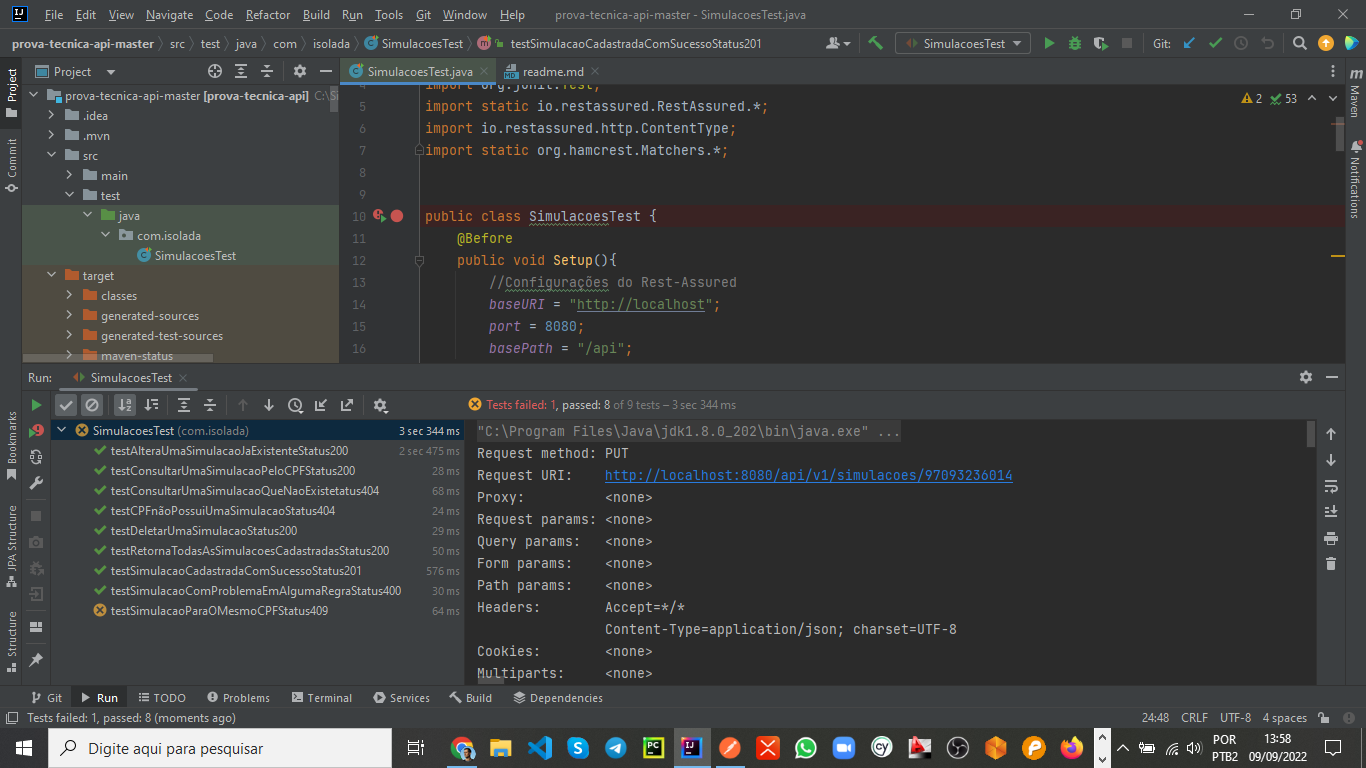 File Edit View Navigate Code Refactor Build Run Tools Git Window Help prova-tecnica-api-master - SimulacoesTest.java
prova-tecnica-api-master src test java com isolada SimulacoesTest testSimulacaoCadastradaComSucessoStatus201 SimulacoesTest Git:
Project SimulacoesTest.java readme.md
prova-tecnica-api-master [prova-tecnica-api]
.idea
.mvn
src
main
test
java
com.isolada
SimulacoesTest
target
classes
generated-sources
generated-test-sources
maven-status
4 import org.junit.Test;
5 import static io.restassured.RestAssured.*;
6 import io.restassured.http.ContentType;
7 import static org.hamcrest.Matchers.*;
8
9
10 public class SimulacoesTest {
11 @Before
12 public void Setup(){
13 //Configurações do Rest-Assured
14 baseURI = "http://localhost";
15 port = 8080;
16 basePath = "/api";
2 53
Project
Commit
Bookmarks
JPA Structure
Structure
Maven
Notifications
Run: SimulacoesTest
Tests failed: 1, passed: 8 of 9 tests – 3 sec 344 ms
SimulacoesTest (com.isolada) 3 sec 344 ms
testAlteraUmaSimulacaoJaExistenteStatus200 2 sec 475 ms
testConsultarUmaSimulacaoPeloCPFStatus200 28 ms
testConsultarUmaSimulacaoQueNaoExistetatus404 68 ms
testCPFnãoPossuiUmaSimulacaoStatus404 24 ms
testDeletarUmaSimulacaoStatus200 29 ms
testRetornaTodasAsSimulacoesCadastradasStatus200 50 ms
testSimulacaoCadastradaComSucessoStatus201 576 ms
testSimulacaoComProblemaEmAlgumaRegraStatus400 30 ms
testSimulacaoParaOMesmoCPFStatus409 64 ms
"C:\Program Files\Java\jdk1.8.0_202\bin\java.exe" ...
Request method: PUT
Request URI: http://localhost:8080/api/v1/simulacoes/97093236014
Proxy: <none>
Request params: <none>
Query params: <none>
Form params: <none>
Path params: <none>
Headers: Accept=*/*
Content-Type=application/json; charset=UTF-8
Cookies: <none>
Multiparts: <none>
Git Run TODO Problems Terminal Services Build Dependencies
Tests failed: 1, passed: 8 (moments ago) 24:48 CRLF UTF-8 4 spaces
Digite aqui para pesquisar
POR
PTB2
13:58
09/09/2022